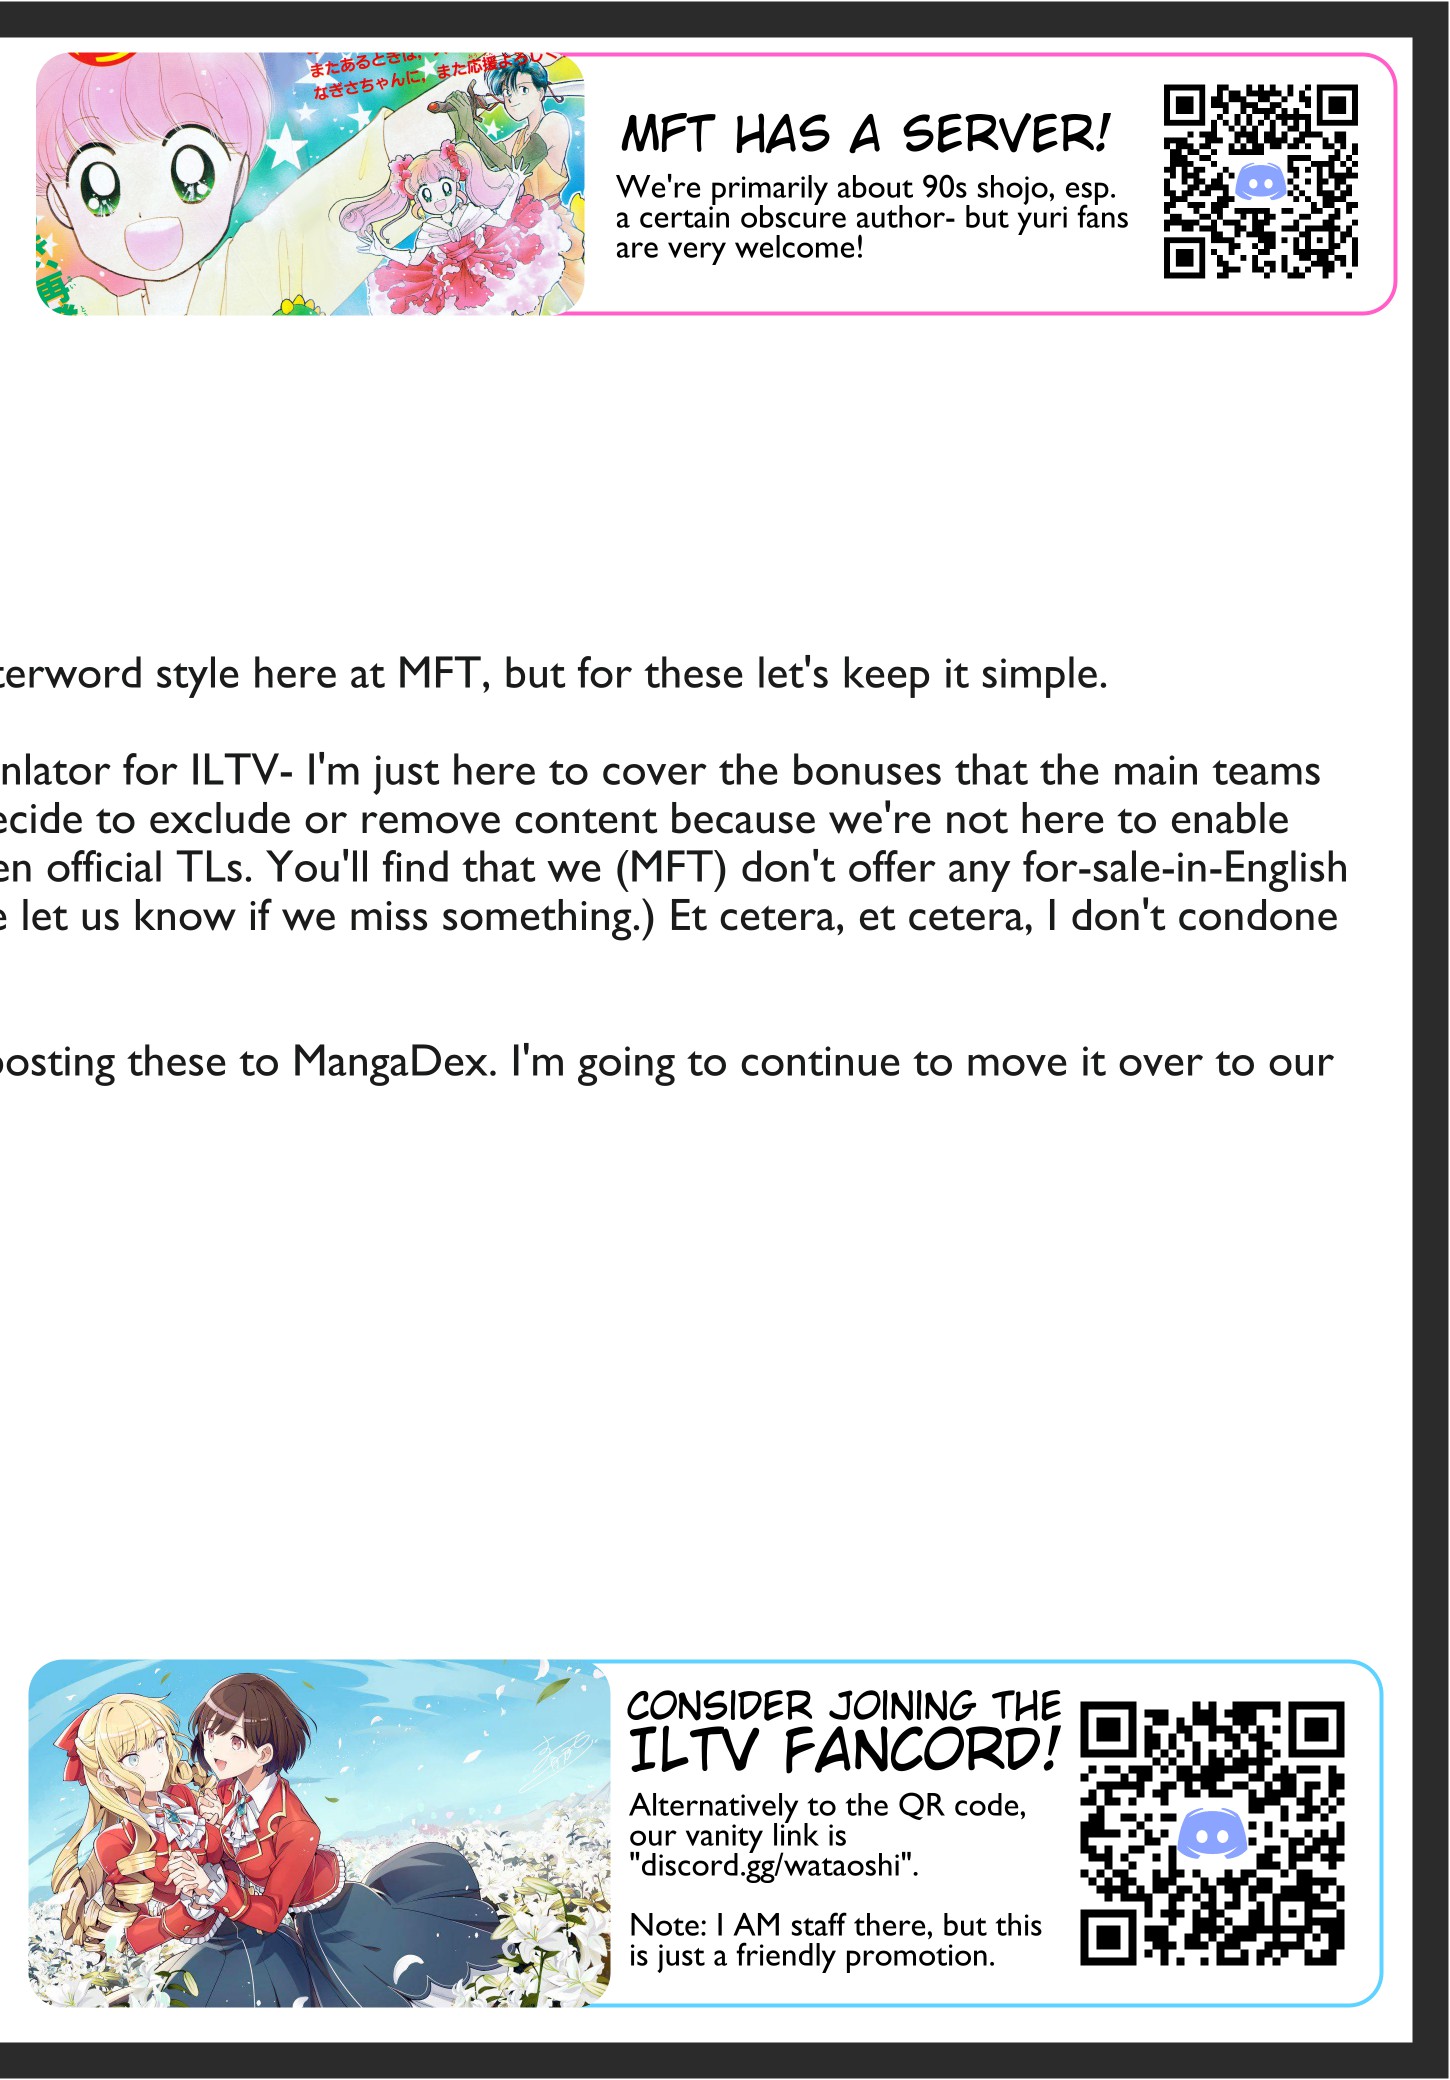 またあるときは,
なぎさちゃんに, また応援よろしく
MFT HAS A SERVER!
We're primarily about 90s shojo, esp.
a certain obscure author- but yuri fans
are very welcome!
terword style here at MFT, but for these let's keep it simple.
nlator for ILTV- I'm just here to cover the bonuses that the main teams
ecide to exclude or remove content because we're not here to enable
en official TLs. You'll find that we (MFT) don't offer any for-sale-in-English
e let us know if we miss something.) Et cetera, et cetera, I don't condone
osting these to MangaDex. I'm going to continue to move it over to our
CONSIDER JOINING THE
ILTV FANCORD!
Alternatively to the QR code,
our vanity link is
"discord.gg/wataoshi".
Note: I AM staff there, but this
is just a friendly promotion.